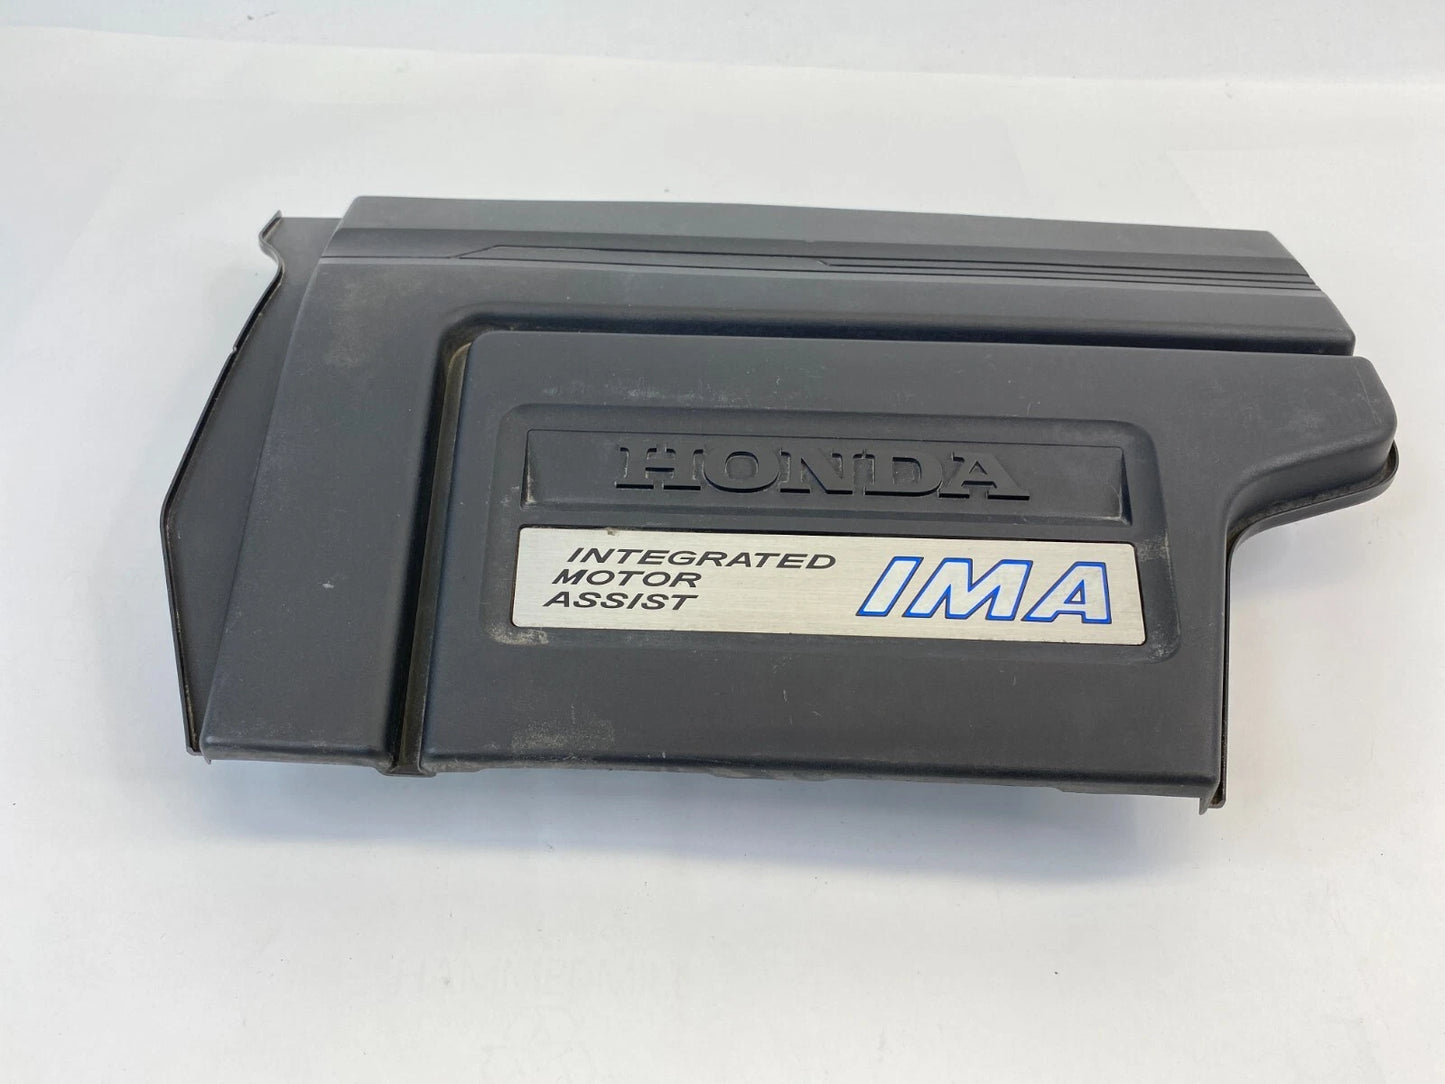 HONDA
INTEGRATED
MOTOR
ASSIST
IMA